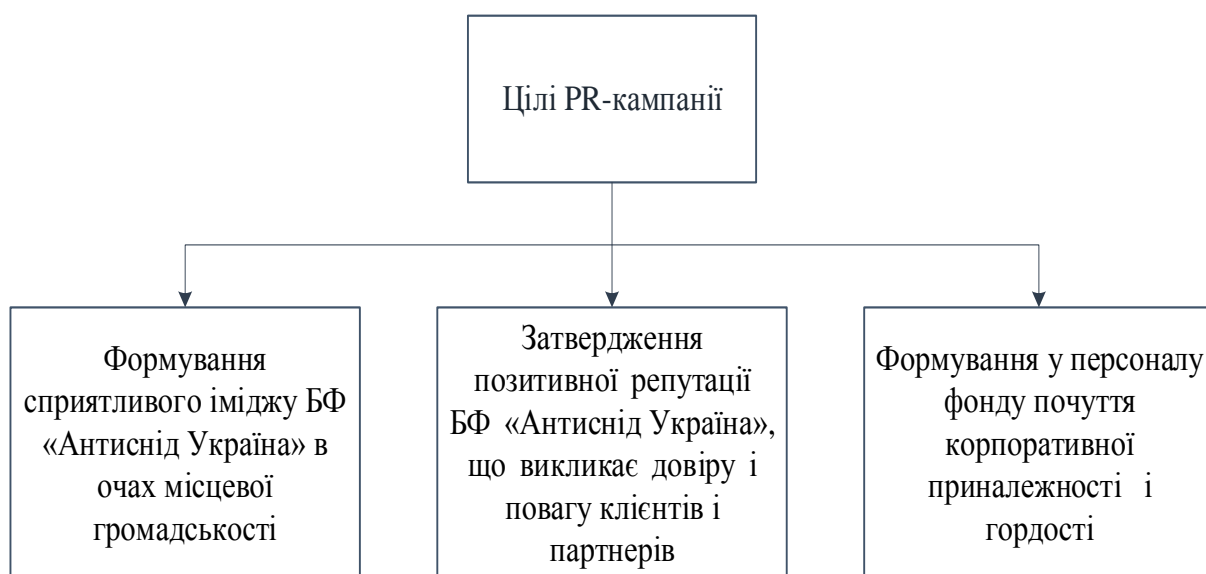 Цілі PR-кампанії
Формування
сприятливого іміджу БФ
«Антиснід Україна» в
очах місцевої
громадськості
Затвердження
позитивної репутації
БФ «Антиснід Україна»,
що викликає довіру і
повагу клієнтів і
партнерів
Формування у персоналу
фонду почуття
корпоративної
приналежності і
гордості